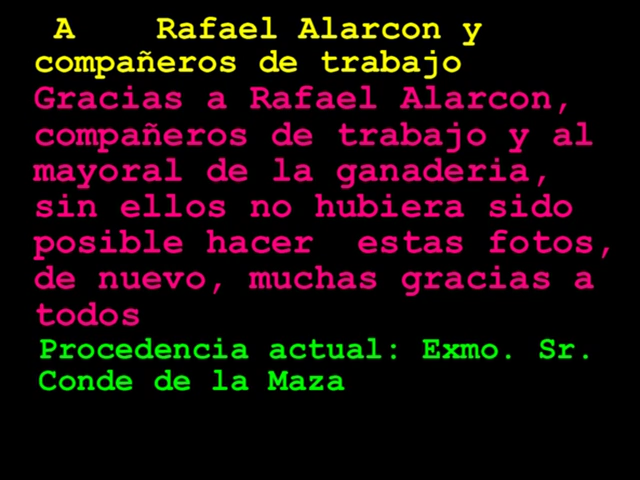 A Rafael Alarcon y
compañeros de trabajo
Gracias a Rafael Alarcon,
compañeros de trabajo y al
mayoral de la ganaderia,
sin ellos no hubiera sido
posible hacer estas fotos,
de nuevo, muchas gracias a
todos
Procedencia actual: Exmo. Sr.
Conde de la Maza